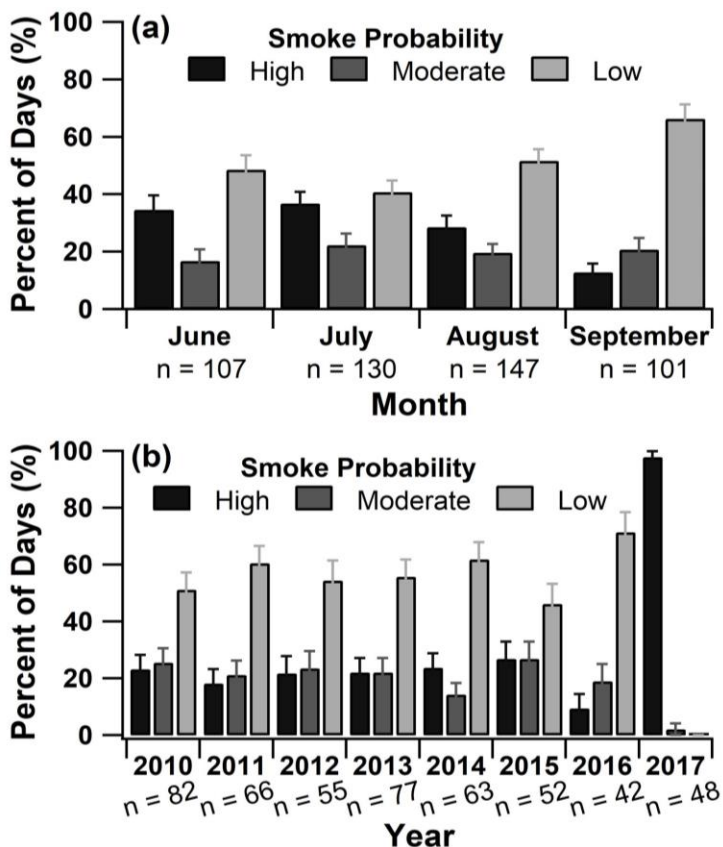 (a)
Smoke Probability
High Moderate Low
100
80
60
40
20
0
Percent of Days (%)
June July August September
n = 107 n = 130 n = 147 n = 101
Month
(b)
Smoke Probability
High Moderate Low
100
80
60
40
20
0
Percent of Days (%)
2010 2011 2012 2013 2014 2015 2016 2017
n = 82 n = 66 n = 55 n = 77 n = 63 n = 52 n = 42 n = 48
Year